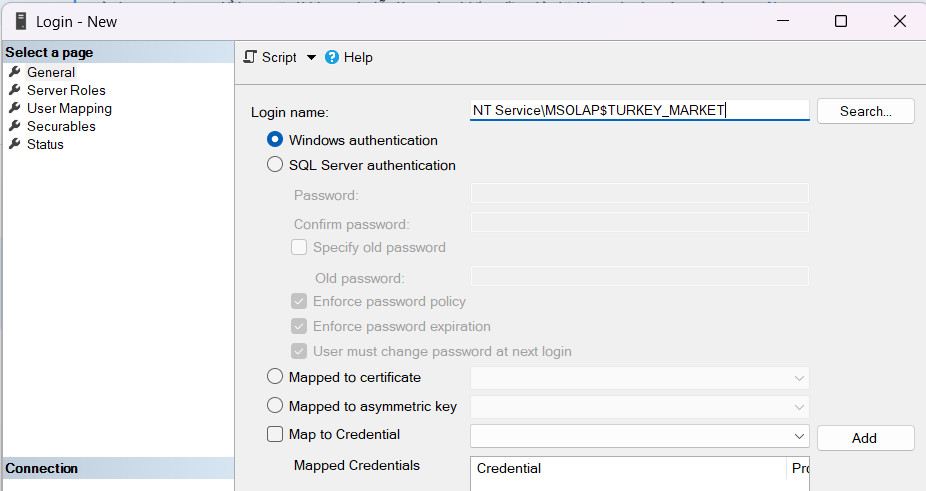 Login - New
Select a page
General
Server Roles
User Mapping
Securables
Status
Connection
Script
Help
Login name:
NT Service\MSOLAP$TURKEY_MARKET
Search...
Windows authentication
SQL Server authentication
Password:
Confirm password:
Specify old password
Old password:
Enforce password policy
Enforce password expiration
User must change password at next login
Mapped to certificate
Mapped to asymmetric key
Map to Credential
Add
Mapped Credentials
Credential